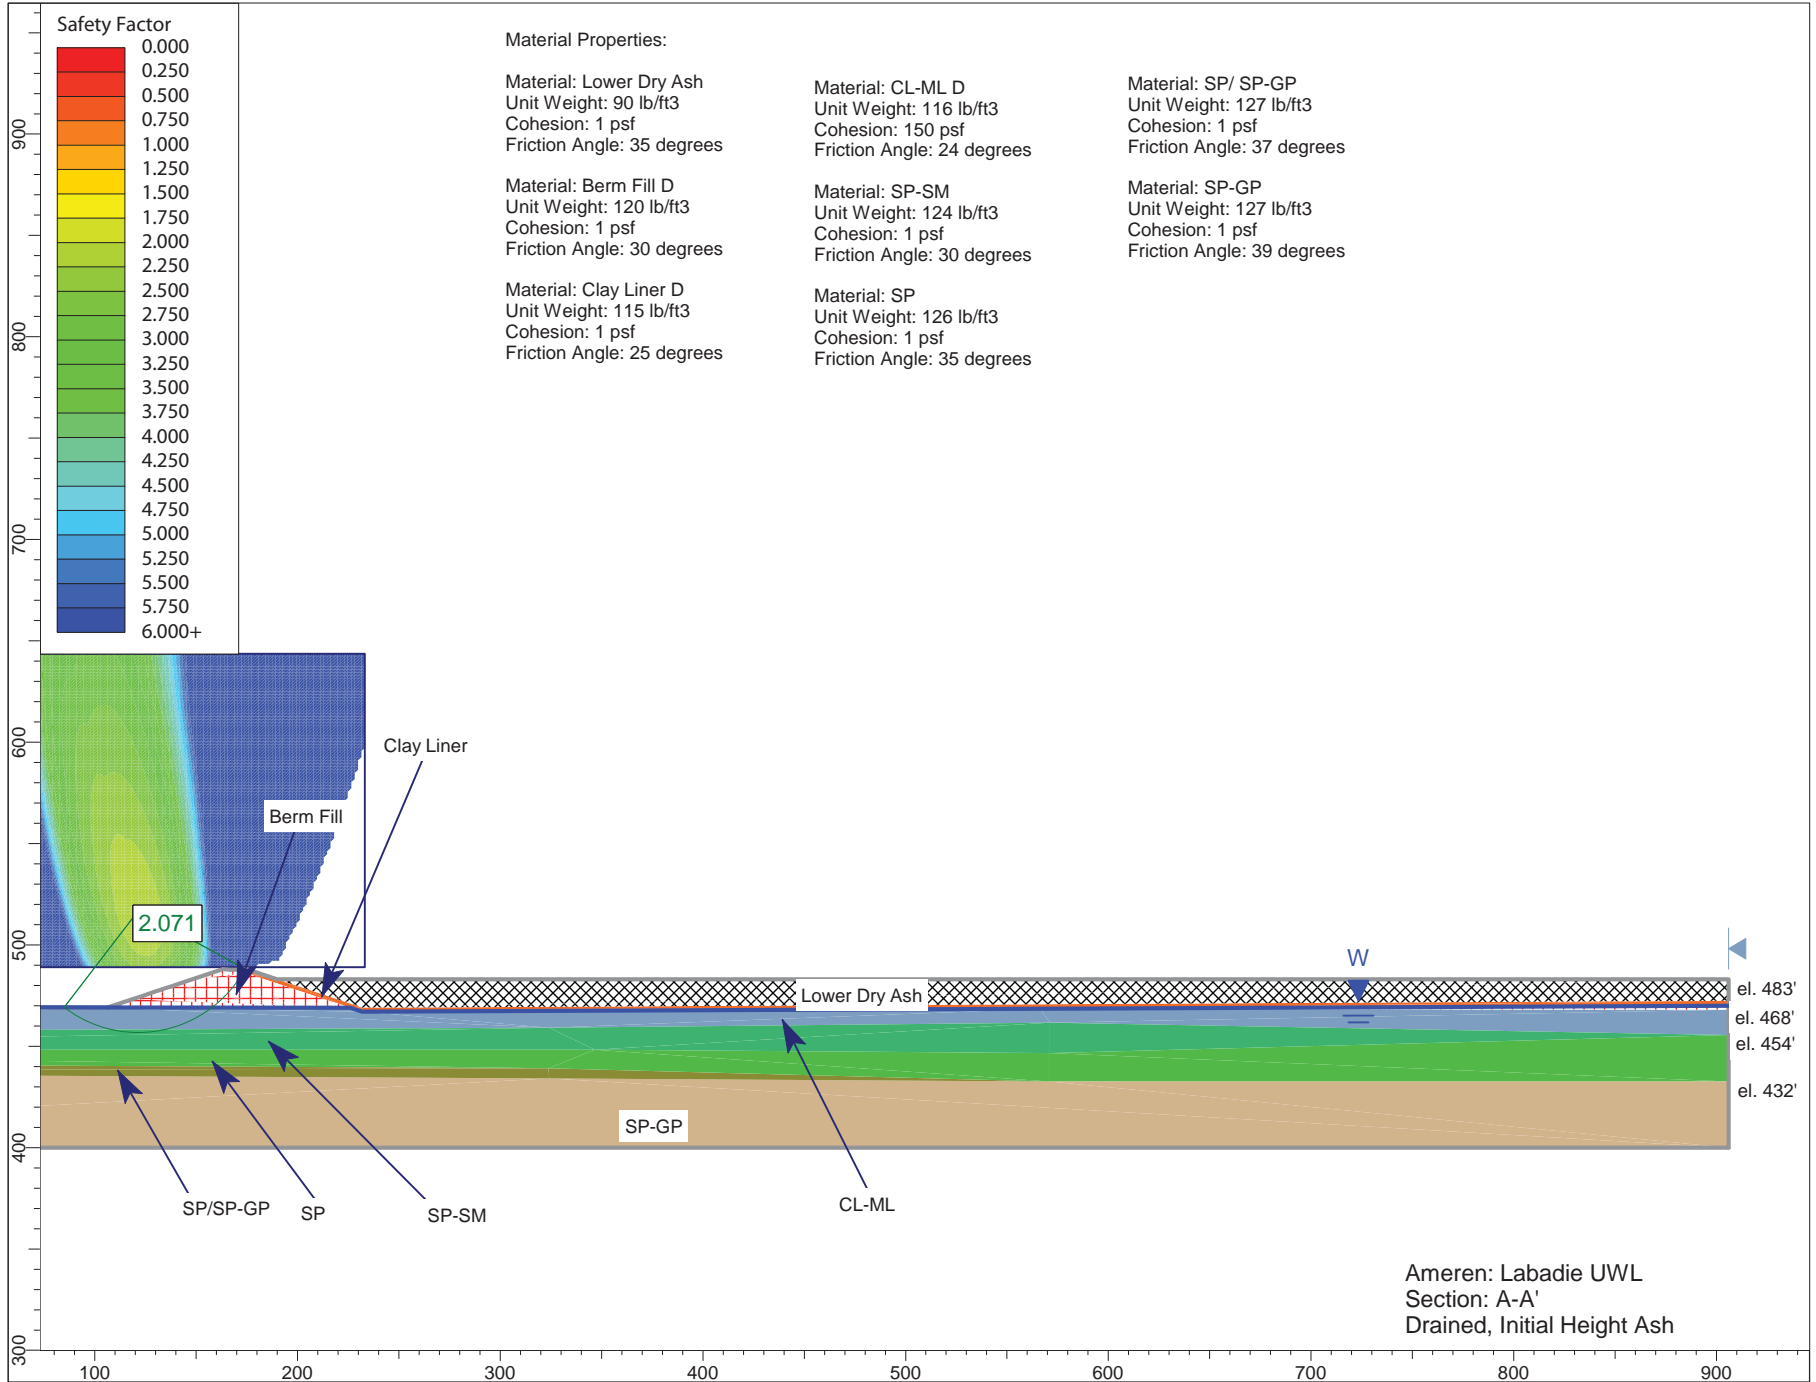 Safety Factor
0.000
0.250
0.500
0.750
1.000
1.250
1.500
1.750
2.000
2.250
2.500
2.750
3.000
3.250
3.500
3.750
4.000
4.250
4.500
4.750
5.000
5.250
5.500
5.750
6.000+
Material Properties:
Material: Lower Dry Ash
Unit Weight: 90 lb/ft3
Cohesion: 1 psf
Friction Angle: 35 degrees
Material: Berm Fill D
Unit Weight: 120 lb/ft3
Cohesion: 1 psf
Friction Angle: 30 degrees
Material: Clay Liner D
Unit Weight: 115 lb/ft3
Cohesion: 1 psf
Friction Angle: 25 degrees
Material: CL-ML D
Unit Weight: 116 lb/ft3
Cohesion: 150 psf
Friction Angle: 24 degrees
Material: SP-SM
Unit Weight: 124 lb/ft3
Cohesion: 1 psf
Friction Angle: 30 degrees
Material: SP
Unit Weight: 126 lb/ft3
Cohesion: 1 psf
Friction Angle: 35 degrees
Material: SP/ SP-GP
Unit Weight: 127 lb/ft3
Cohesion: 1 psf
Friction Angle: 37 degrees
Material: SP-GP
Unit Weight: 127 lb/ft3
Cohesion: 1 psf
Friction Angle: 39 degrees
900
800
700
600
500
400
300
Clay Liner
Berm Fill
2.071
W
Lower Dry Ash
el. 483'
el. 468'
el. 454'
el. 432'
SP-GP
SP/SP-GP
SP
SP-SM
CL-ML
Ameren: Labadie UWL
Section: A-A'
Drained, Initial Height Ash
100
200
300
400
500
600
700
800
900